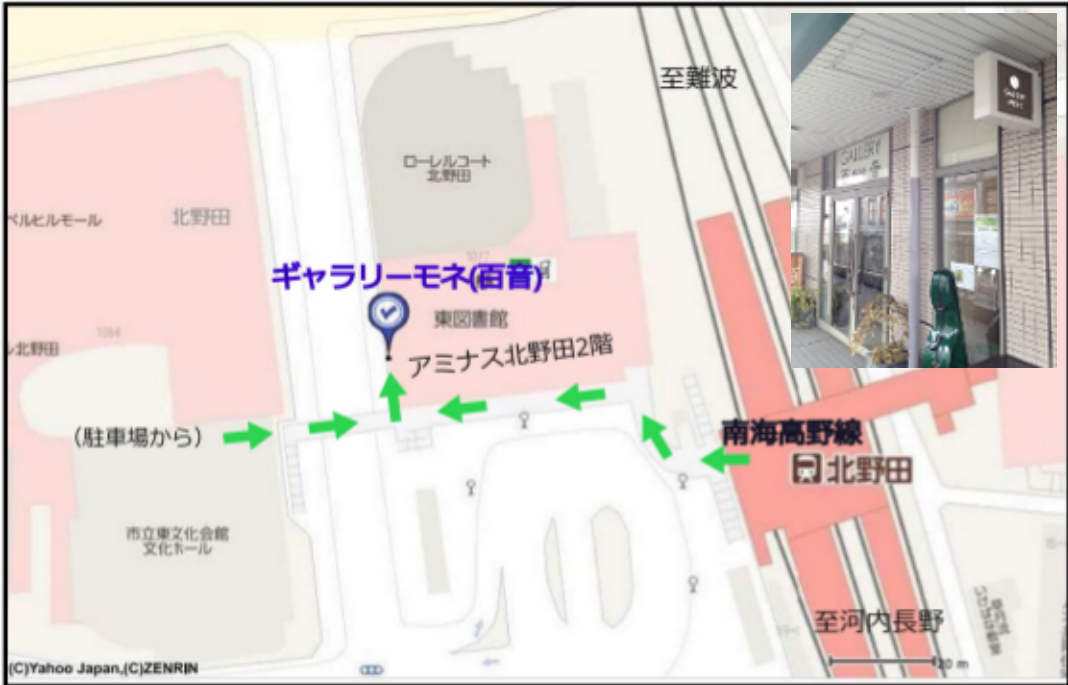 至難波
GALLERY
ローレルコート
北野田
ベルヒルモール
北野田
1077
ギャラリーモネ(百音)
東図書館
1084
北野田
アミナス北野田2階
(駐車場から)
南海高野線
北野田
市立東文化会館
文化ホール
至河内長野
20 m
(C)Yahoo Japan,(C)ZENRIN